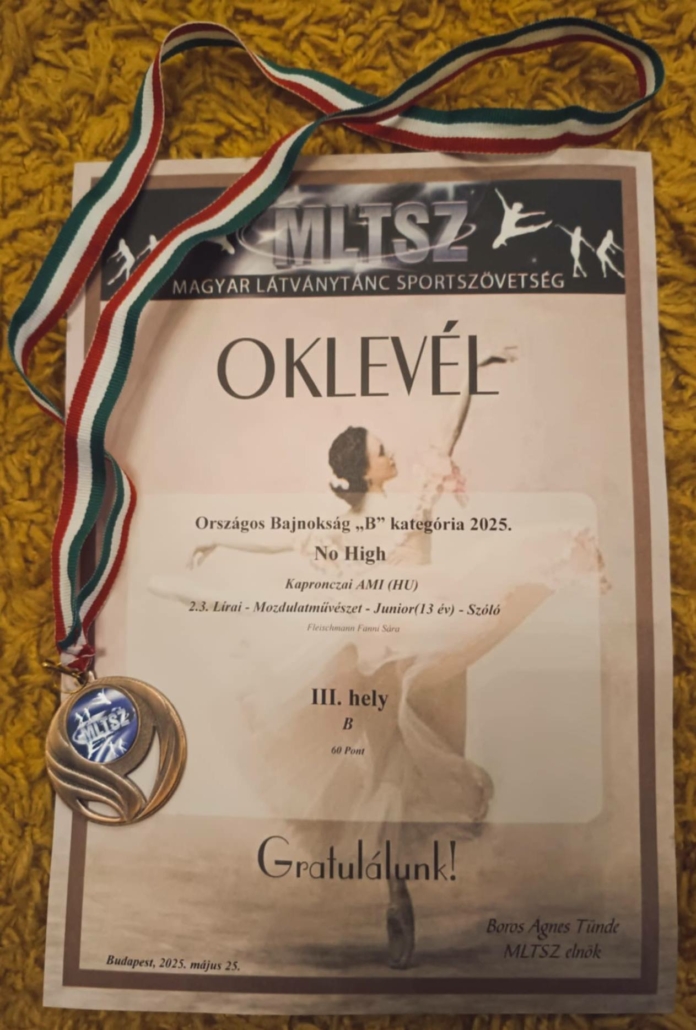 MLTSZ
MAGYAR LÁTVÁNYTÁNC SPORTSZÖVETSÉG
OKLEVÉL
Országos Bajnokság „B” kategória 2025.
No High
Kapronczai AMI (HU)
2.3. Lírai - Mozdulatművészet - Junior(13 év) - Szóló
Fleischmann Fanni Sára
III. hely
B
60 Pont
MLTSZ
Gratulálunk!
Boros Ágnes Tünde
MLTSZ elnök
Budapest, 2025. május 25.